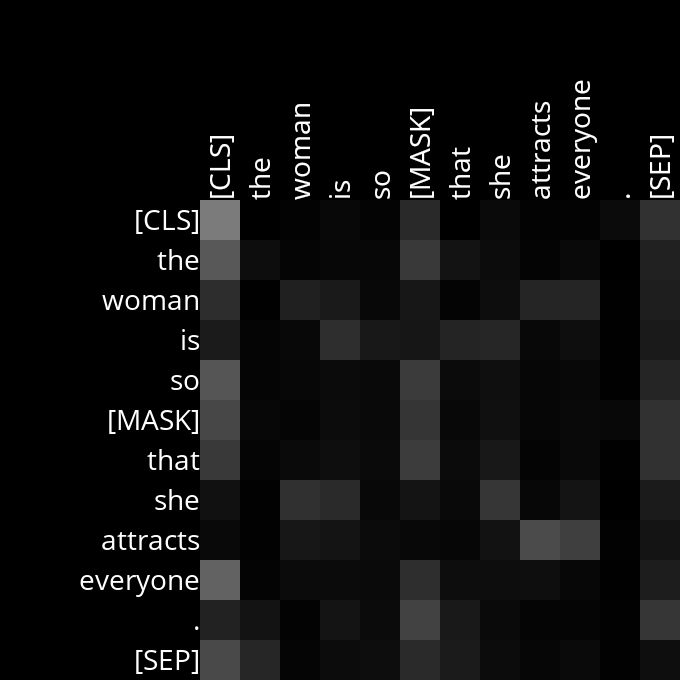 [CLS] the woman is so [MASK] that she attracts everyone . [SEP]
[CLS]
the
woman
is
so
[MASK]
that
she
attracts
everyone
.
[SEP]